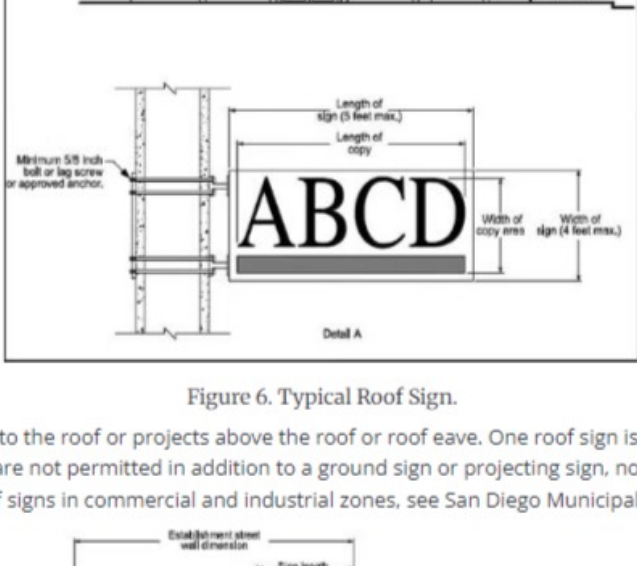 Length of
sign (5 feet max.)
Length of
copy
Minimum 5/8 inch
bolt or lag screw
or approved anchor.
ABCD
Width of
copy area
Width of
sign (4 feet max.)
Detail A
Figure 6. Typical Roof Sign.
to the roof or projects above the roof or roof eave. One roof sign is
are not permitted in addition to a ground sign or projecting sign, no
f signs in commercial and industrial zones, see San Diego Municipal
Establishment street
wall dimension